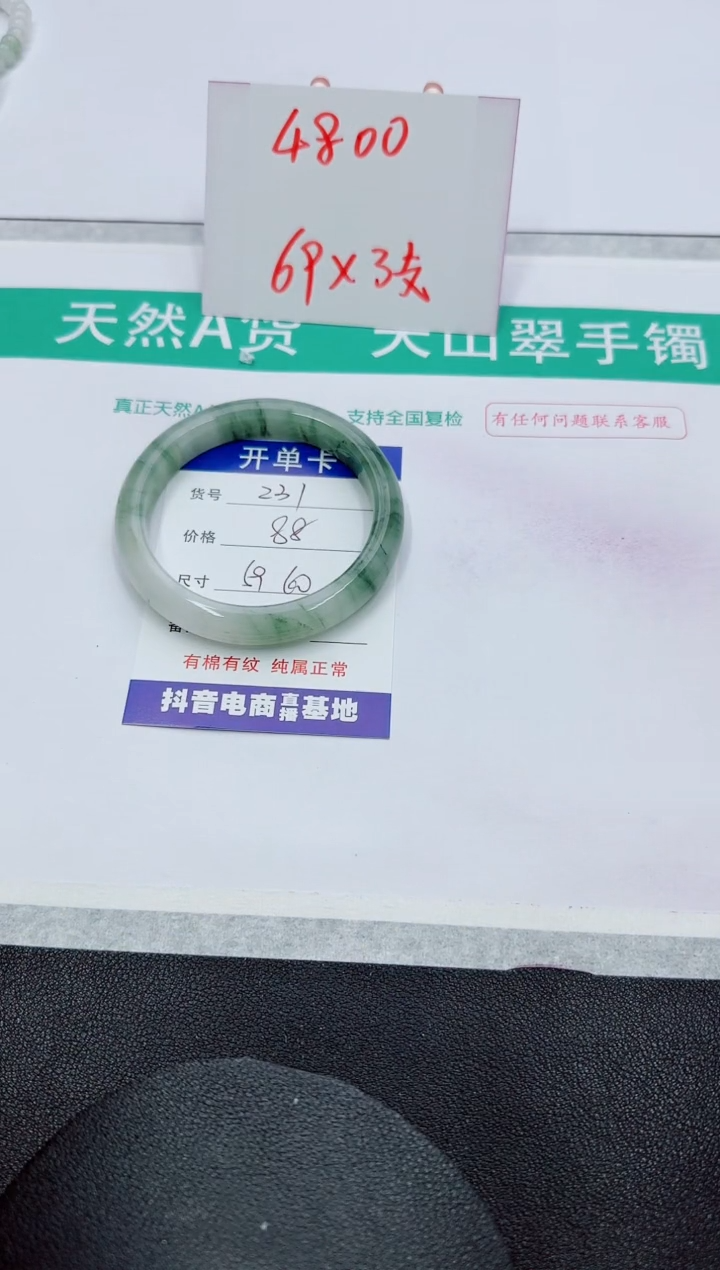 4800
69x3支
天然A货 天山翠手镯
真正天然A
支持全国复检
有任何问题联系客服
开单卡
货号 231
价格 88
尺寸 59 60
有棉有纹 纯属正常
抖音电商直播基地